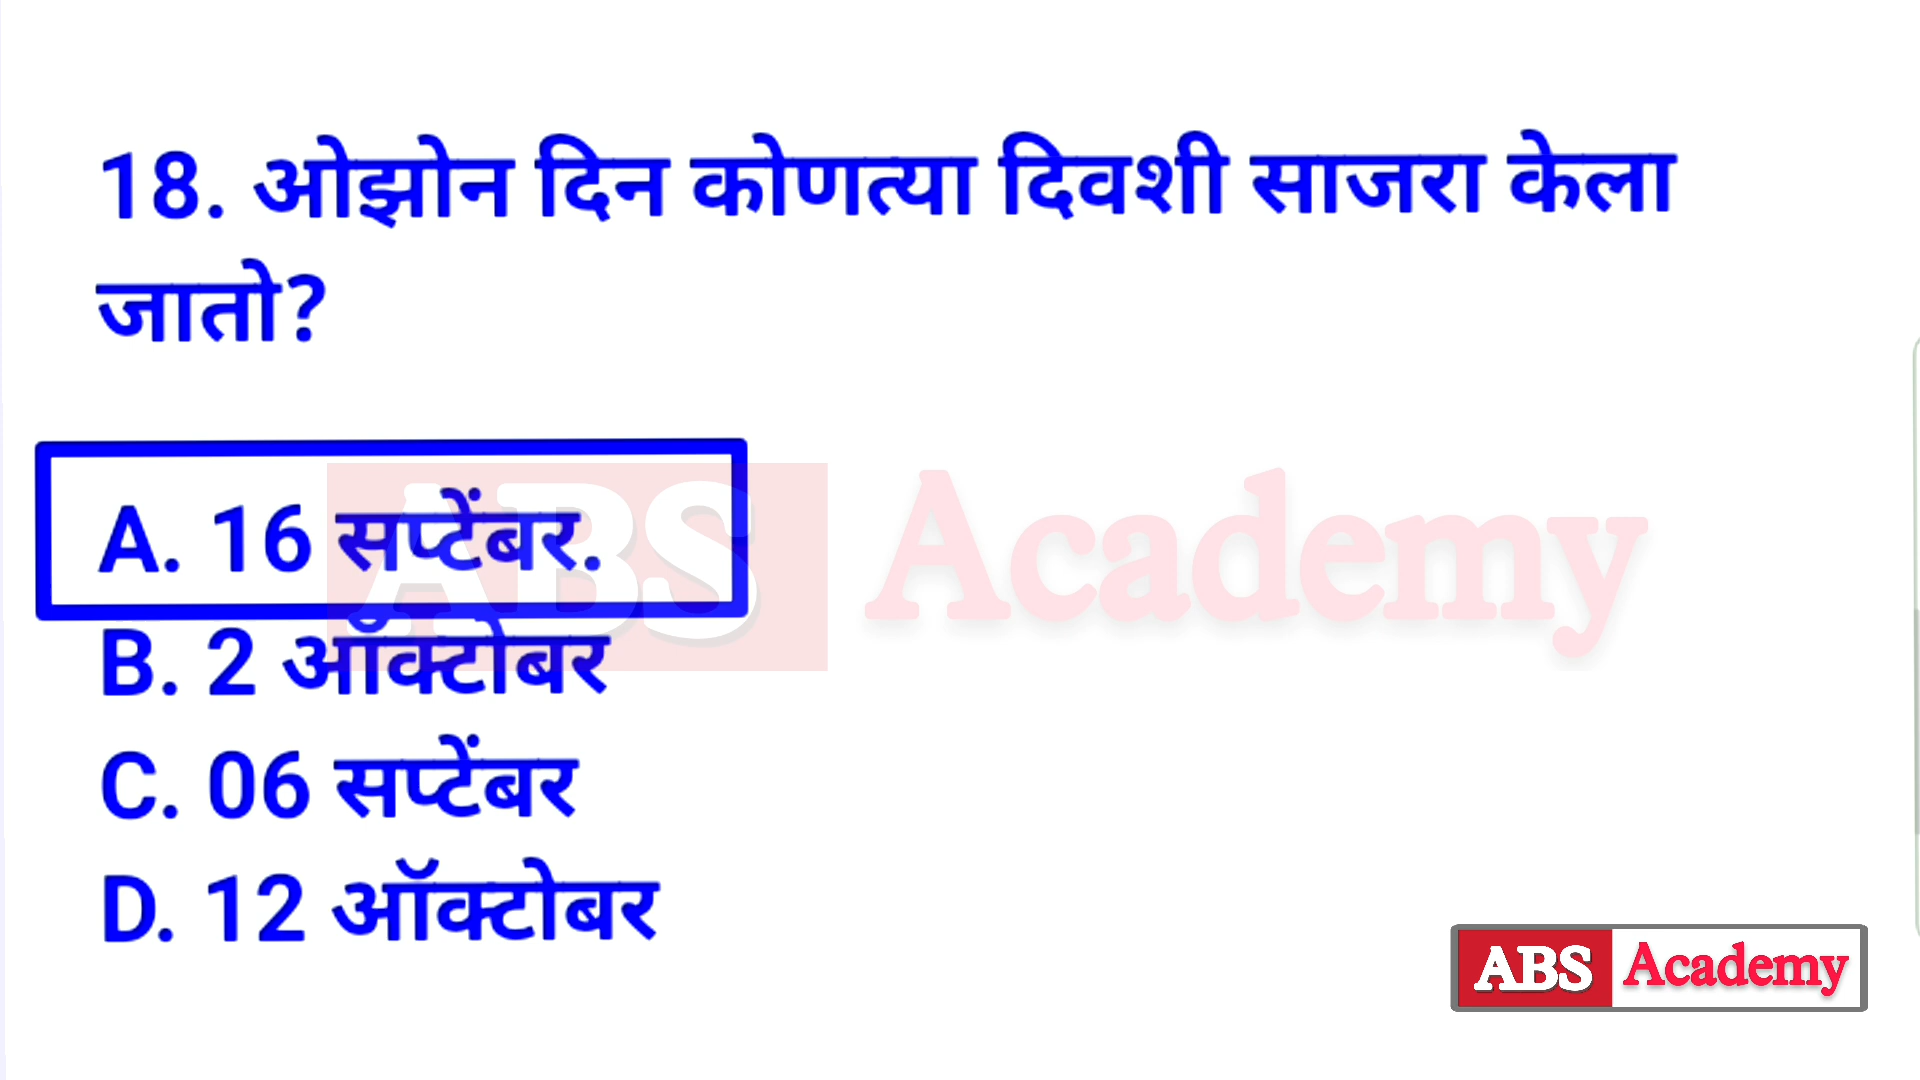 18. ओझोन दिन कोणत्या दिवशी साजरा केला
जातो?
A. 16 सप्टेंबर.
B. 2 ऑक्टोबर
C. 06 सप्टेंबर
D. 12 ऑक्टोबर
ABS Academy
ABS Academy